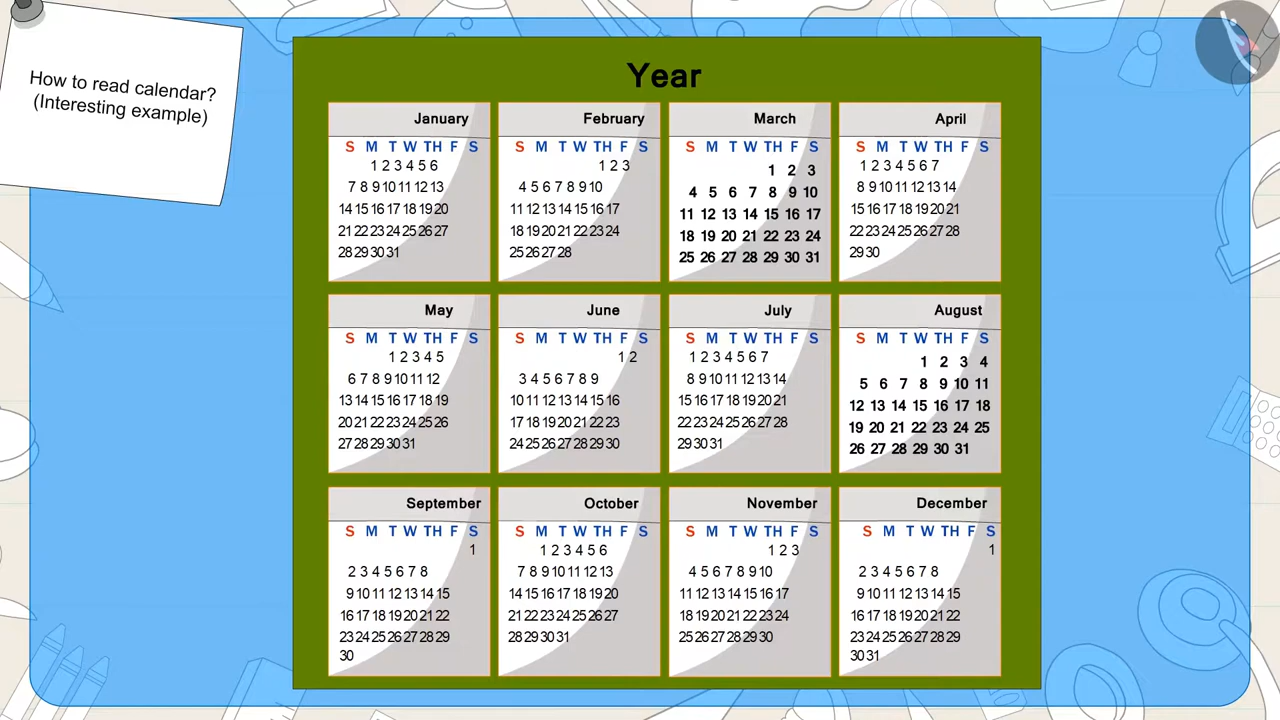 How to read calendar?
(Interesting example)
Year
January
S M T W TH F S
1 2 3 4 5 6
7 8 9 10 11 12 13
14 15 16 17 18 19 20
21 22 23 24 25 26 27
28 29 30 31
February
S M T W TH F S
1 2 3
4 5 6 7 8 9 10
11 12 13 14 15 16 17
18 19 20 21 22 23 24
25 26 27 28
March
S M T W TH F S
1 2 3
4 5 6 7 8 9 10
11 12 13 14 15 16 17
18 19 20 21 22 23 24
25 26 27 28 29 30 31
April
S M T W TH F S
1 2 3 4 5 6 7
8 9 10 11 12 13 14
15 16 17 18 19 20 21
22 23 24 25 26 27 28
29 30
May
S M T W TH F S
1 2 3 4 5
6 7 8 9 10 11 12
13 14 15 16 17 18 19
20 21 22 23 24 25 26
27 28 29 30 31
June
S M T W TH F S
1 2
3 4 5 6 7 8 9
10 11 12 13 14 15 16
17 18 19 20 21 22 23
24 25 26 27 28 29 30
July
S M T W TH F S
1 2 3 4 5 6 7
8 9 10 11 12 13 14
15 16 17 18 19 20 21
22 23 24 25 26 27 28
29 30 31
August
S M T W TH F S
1 2 3 4
5 6 7 8 9 10 11
12 13 14 15 16 17 18
19 20 21 22 23 24 25
26 27 28 29 30 31
September
S M T W TH F S
1
2 3 4 5 6 7 8
9 10 11 12 13 14 15
16 17 18 19 20 21 22
23 24 25 26 27 28 29
30
October
S M T W TH F S
1 2 3 4 5 6
7 8 9 10 11 12 13
14 15 16 17 18 19 20
21 22 23 24 25 26 27
28 29 30 31
November
S M T W TH F S
1 2 3
4 5 6 7 8 9 10
11 12 13 14 15 16 17
18 19 20 21 22 23 24
25 26 27 28 29 30
December
S M T W TH F S
1
2 3 4 5 6 7 8
9 10 11 12 13 14 15
16 17 18 19 20 21 22
23 24 25 26 27 28 29
30 31